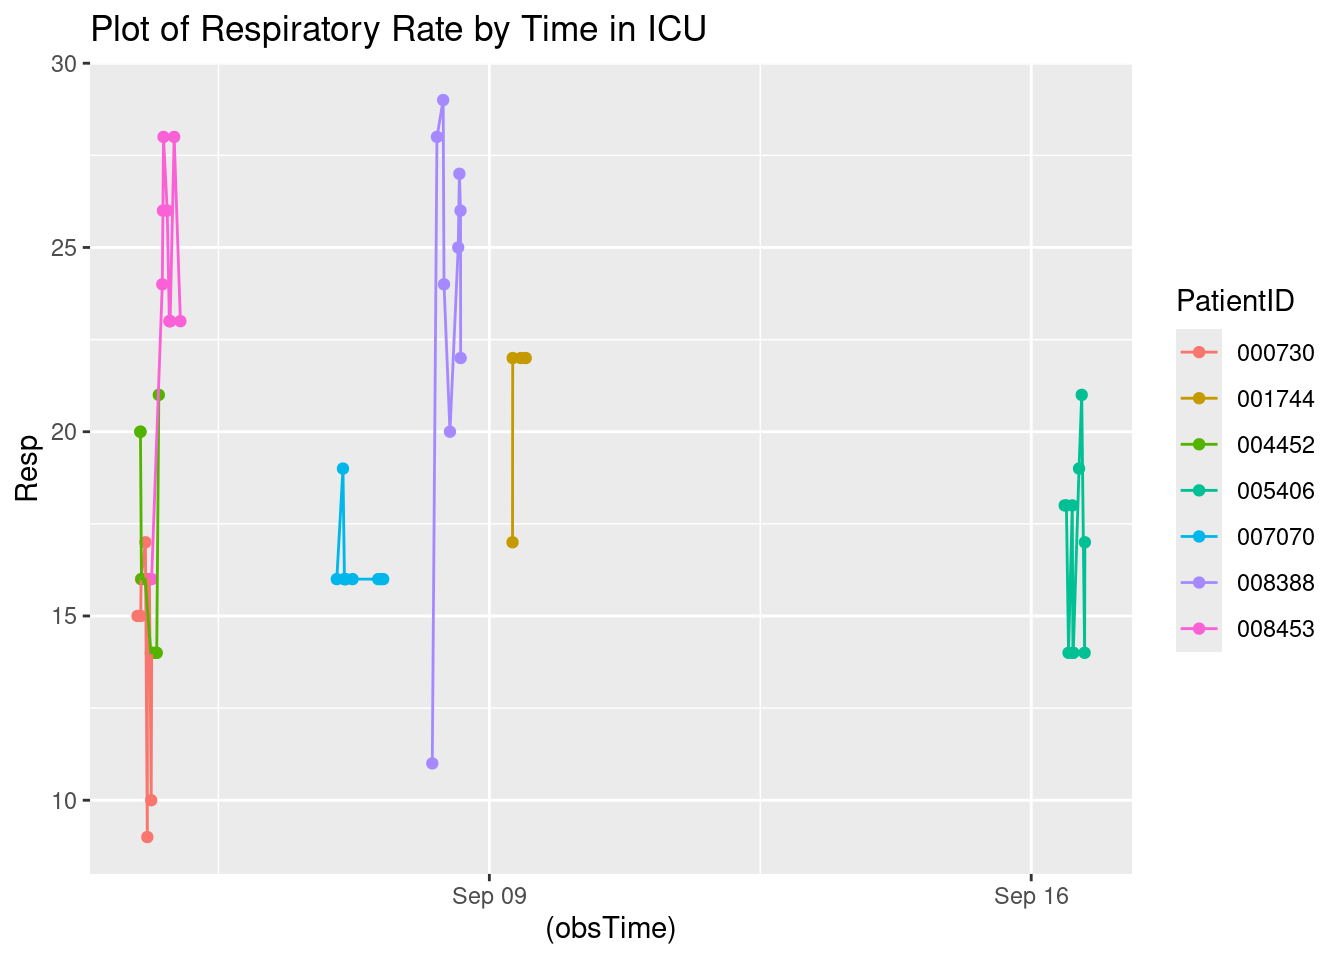 Plot of Respiratory Rate by Time in ICU
30
25
20
15
10
Resp
Sep 09
Sep 16
(obsTime)
PatientID
000730
001744
004452
005406
007070
008388
008453